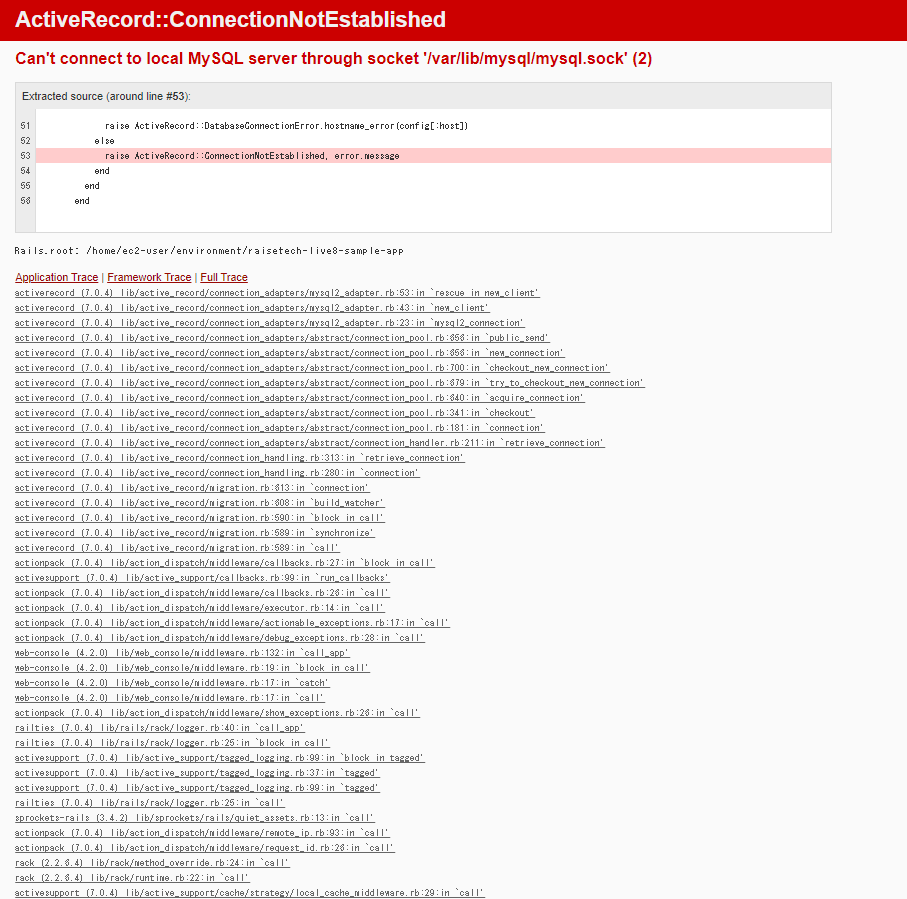 ActiveRecord::ConnectionNotEstablished
Can't connect to local MySQL server through socket '/var/lib/mysql/mysql.sock' (2)
Extracted source (around line #53):
51 raise ActiveRecord::DatabaseConnectionError.hostname_error(config[:host])
52 else
53 raise ActiveRecord::ConnectionNotEstablished, error.message
54 end
55 end
56 end
Rails.root: /home/ec2-user/environment/raisetech-live8-sample-app
Application Trace | Framework Trace | Full Trace
activerecord (7.0.4) lib/active_record/connection_adapters/mysql2_adapter.rb:53:in `rescue in new_client'
activerecord (7.0.4) lib/active_record/connection_adapters/mysql2_adapter.rb:43:in `new_client'
activerecord (7.0.4) lib/active_record/connection_adapters/mysql2_adapter.rb:23:in `mysql2_connection'
activerecord (7.0.4) lib/active_record/connection_adapters/abstract/connection_pool.rb:656:in `public_send'
activerecord (7.0.4) lib/active_record/connection_adapters/abstract/connection_pool.rb:656:in `new_connection'
activerecord (7.0.4) lib/active_record/connection_adapters/abstract/connection_pool.rb:700:in `checkout_new_connection'
activerecord (7.0.4) lib/active_record/connection_adapters/abstract/connection_pool.rb:679:in `try_to_checkout_new_connection'
activerecord (7.0.4) lib/active_record/connection_adapters/abstract/connection_pool.rb:640:in `acquire_connection'
activerecord (7.0.4) lib/active_record/connection_adapters/abstract/connection_pool.rb:341:in `checkout'
activerecord (7.0.4) lib/active_record/connection_adapters/abstract/connection_pool.rb:181:in `connection'
activerecord (7.0.4) lib/active_record/connection_adapters/abstract/connection_handler.rb:211:in `retrieve_connection'
activerecord (7.0.4) lib/active_record/connection_handling.rb:313:in `retrieve_connection'
activerecord (7.0.4) lib/active_record/connection_handling.rb:280:in `connection'
activerecord (7.0.4) lib/active_record/migration.rb:613:in `connection'
activerecord (7.0.4) lib/active_record/migration.rb:608:in `build_watcher'
activerecord (7.0.4) lib/active_record/migration.rb:590:in `block in call'
activerecord (7.0.4) lib/active_record/migration.rb:589:in `synchronize'
activerecord (7.0.4) lib/active_record/migration.rb:589:in `call'
actionpack (7.0.4) lib/action_dispatch/middleware/callbacks.rb:27:in `block in call'
activesupport (7.0.4) lib/active_support/callbacks.rb:99:in `run_callbacks'
actionpack (7.0.4) lib/action_dispatch/middleware/callbacks.rb:26:in `call'
actionpack (7.0.4) lib/action_dispatch/middleware/executor.rb:14:in `call'
actionpack (7.0.4) lib/action_dispatch/middleware/actionable_exceptions.rb:17:in `call'
actionpack (7.0.4) lib/action_dispatch/middleware/debug_exceptions.rb:28:in `call'
web-console (4.2.0) lib/web_console/middleware.rb:132:in `call_app'
web-console (4.2.0) lib/web_console/middleware.rb:19:in `block in call'
web-console (4.2.0) lib/web_console/middleware.rb:17:in `catch'
web-console (4.2.0) lib/web_console/middleware.rb:17:in `call'
actionpack (7.0.4) lib/action_dispatch/middleware/show_exceptions.rb:26:in `call'
railties (7.0.4) lib/rails/rack/logger.rb:40:in `call_app'
railties (7.0.4) lib/rails/rack/logger.rb:25:in `block in call'
activesupport (7.0.4) lib/active_support/tagged_logging.rb:99:in `block in tagged'
activesupport (7.0.4) lib/active_support/tagged_logging.rb:37:in `tagged'
activesupport (7.0.4) lib/active_support/tagged_logging.rb:99:in `tagged'
railties (7.0.4) lib/rails/rack/logger.rb:25:in `call'
sprockets-rails (3.4.2) lib/sprockets/rails/quiet_assets.rb:13:in `call'
actionpack (7.0.4) lib/action_dispatch/middleware/remote_ip.rb:93:in `call'
actionpack (7.0.4) lib/action_dispatch/middleware/request_id.rb:26:in `call'
rack (2.2.6.4) lib/rack/method_override.rb:24:in `call'
rack (2.2.6.4) lib/rack/runtime.rb:22:in `call'
activesupport (7.0.4) lib/active_support/cache/strategy/local_cache_middleware.rb:29:in `call'